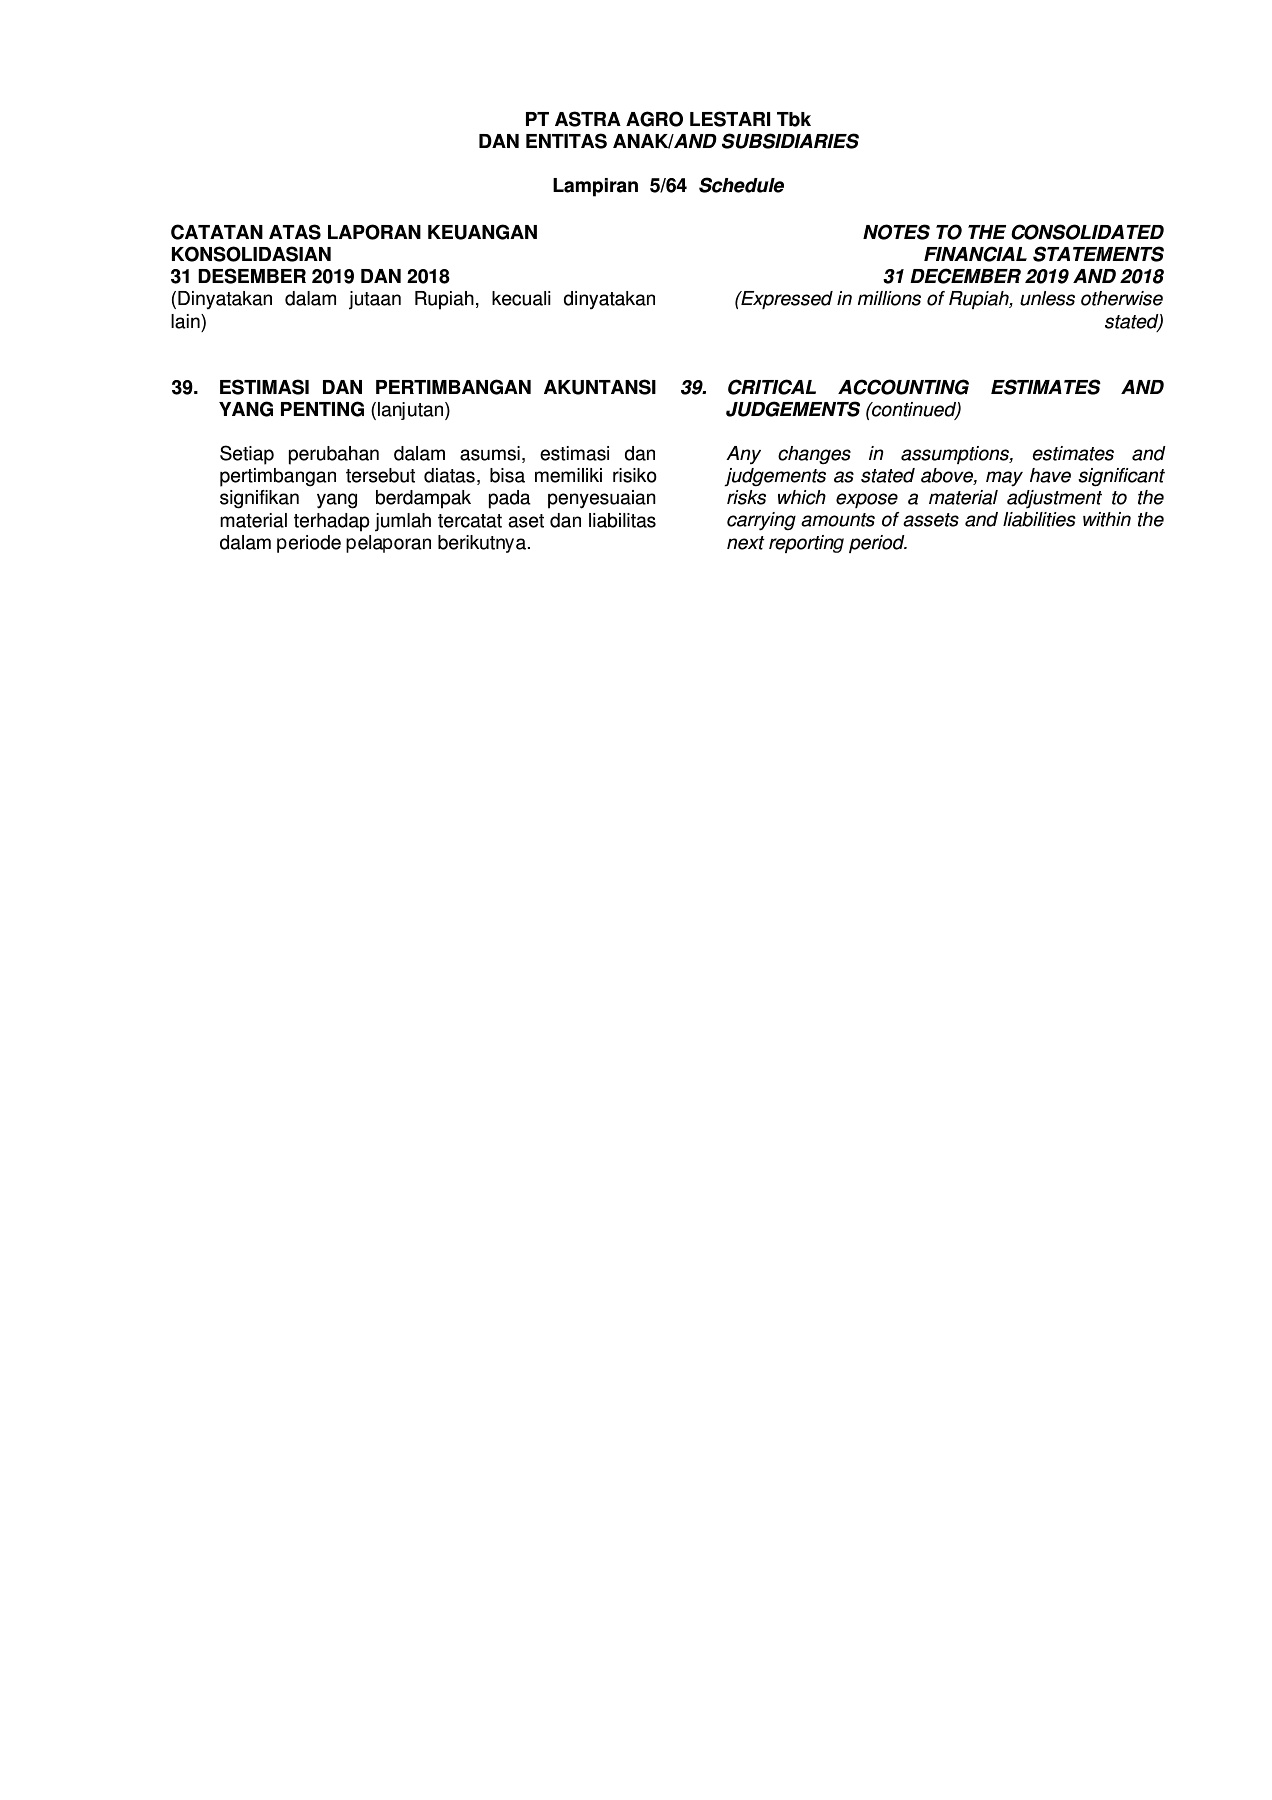 PT ASTRA AGRO LESTARI Tbk
DAN ENTITAS ANAK/AND SUBSIDIARIES
Lampiran 5/64 Schedule
CATATAN ATAS LAPORAN KEUANGAN
KONSOLIDASIAN
31 DESEMBER 2019 DAN 2018
(Dinyatakan dalam jutaan Rupiah, kecuali dinyatakan
lain)
NOTES TO THE CONSOLIDATED
FINANCIAL STATEMENTS
31 DECEMBER 2019 AND 2018
(Expressed in millions of Rupiah, unless otherwise
stated)
39. ESTIMASI DAN PERTIMBANGAN AKUNTANSI
YANG PENTING (lanjutan)
Setiap perubahan dalam asumsi, estimasi dan
pertimbangan tersebut diatas, bisa memiliki risiko
signifikan yang berdampak pada penyesuaian
material terhadap jumlah tercatat aset dan liabilitas
dalam periode pelaporan berikutnya.
39. CRITICAL ACCOUNTING ESTIMATES AND
JUDGEMENTS (continued)
Any changes in assumptions, estimates and
judgements as stated above, may have significant
risks which expose a material adjustment to the
carrying amounts of assets and liabilities within the
next reporting period.